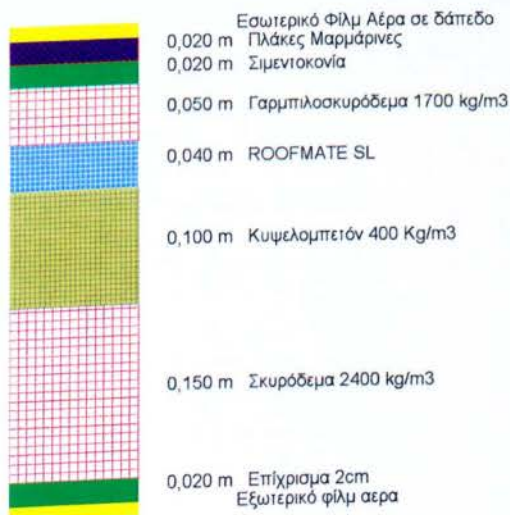 Εσωτερικό Φίλμ Αέρα σε δάπεδο
0,020 m Πλάκες Μαρμάρινες
0,020 m Σιμεντοκονία
0,050 m Γαρμπιλοσκυρόδεμα 1700 kg/m3
0,040 m ROOFMATE SL
0,100 m Κυψελομπετόν 400 Kg/m3
0,150 m Σκυρόδεμα 2400 kg/m3
0,020 m Επίχρισμα 2cm
Εξωτερικό φίλμ αερα